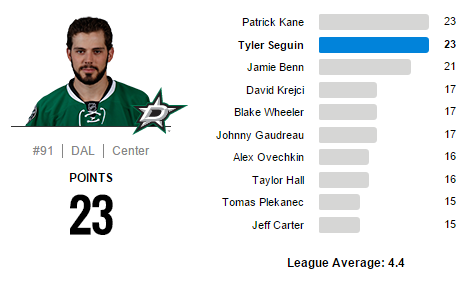 #91 | DAL | Center
POINTS
23
Patrick Kane 23
Tyler Seguin 23
Jamie Benn 21
David Krejci 17
Blake Wheeler 17
Johnny Gaudreau 17
Alex Ovechkin 16
Taylor Hall 16
Tomas Plekanec 15
Jeff Carter 15
League Average: 4.4